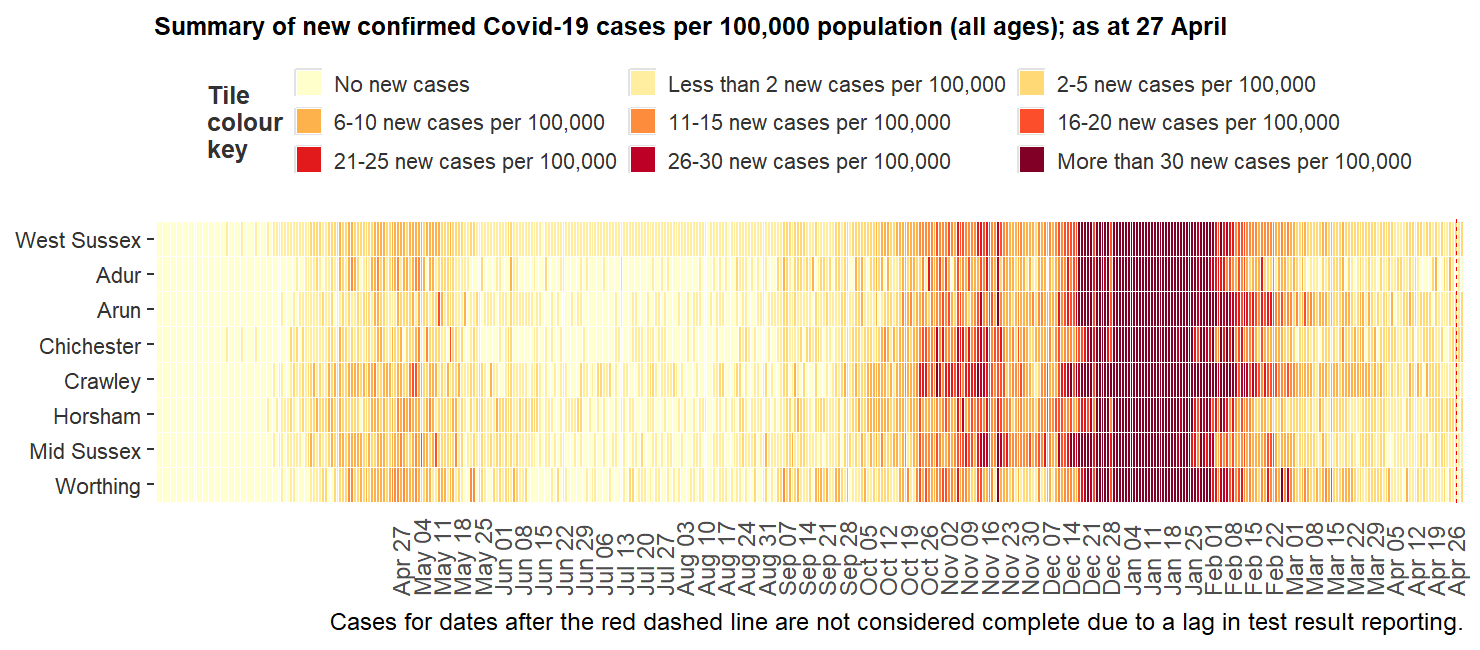 Summary of new confirmed Covid-19 cases per 100,000 population (all ages); as at 27 April
Tile
colour
key
No new cases
Less than 2 new cases per 100,000
2-5 new cases per 100,000
6-10 new cases per 100,000
11-15 new cases per 100,000
16-20 new cases per 100,000
21-25 new cases per 100,000
26-30 new cases per 100,000
More than 30 new cases per 100,000
West Sussex
Adur
Arun
Chichester
Crawley
Horsham
Mid Sussex
Worthing
Apr 27
May 04
May 11
May 18
May 25
Jun 01
Jun 08
Jun 15
Jun 22
Jun 29
Jul 06
Jul 13
Jul 20
Jul 27
Aug 03
Aug 10
Aug 17
Aug 24
Aug 31
Sep 07
Sep 14
Sep 21
Sep 28
Oct 05
Oct 12
Oct 19
Oct 26
Nov 02
Nov 09
Nov 16
Nov 23
Nov 30
Dec 07
Dec 14
Dec 21
Dec 28
Jan 04
Jan 11
Jan 18
Jan 25
Feb 01
Feb 08
Feb 15
Feb 22
Mar 01
Mar 08
Mar 15
Mar 22
Mar 29
Apr 05
Apr 12
Apr 19
Apr 26
Cases for dates after the red dashed line are not considered complete due to a lag in test result reporting.